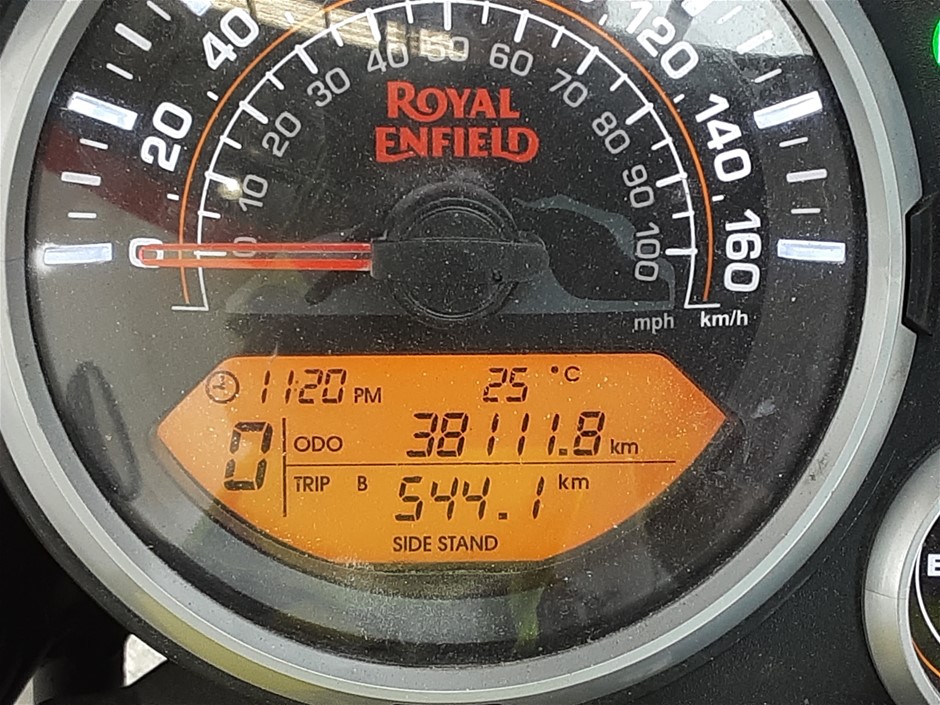 0 20 40 120 140 160
0 10 20 30 40 50 60 70 80 90 100
ROYAL
ENFIELD
mph km/h
11:20 PM 25 °C
0
ODO 38111.8 km
TRIP B 544.1 km
SIDE STAND